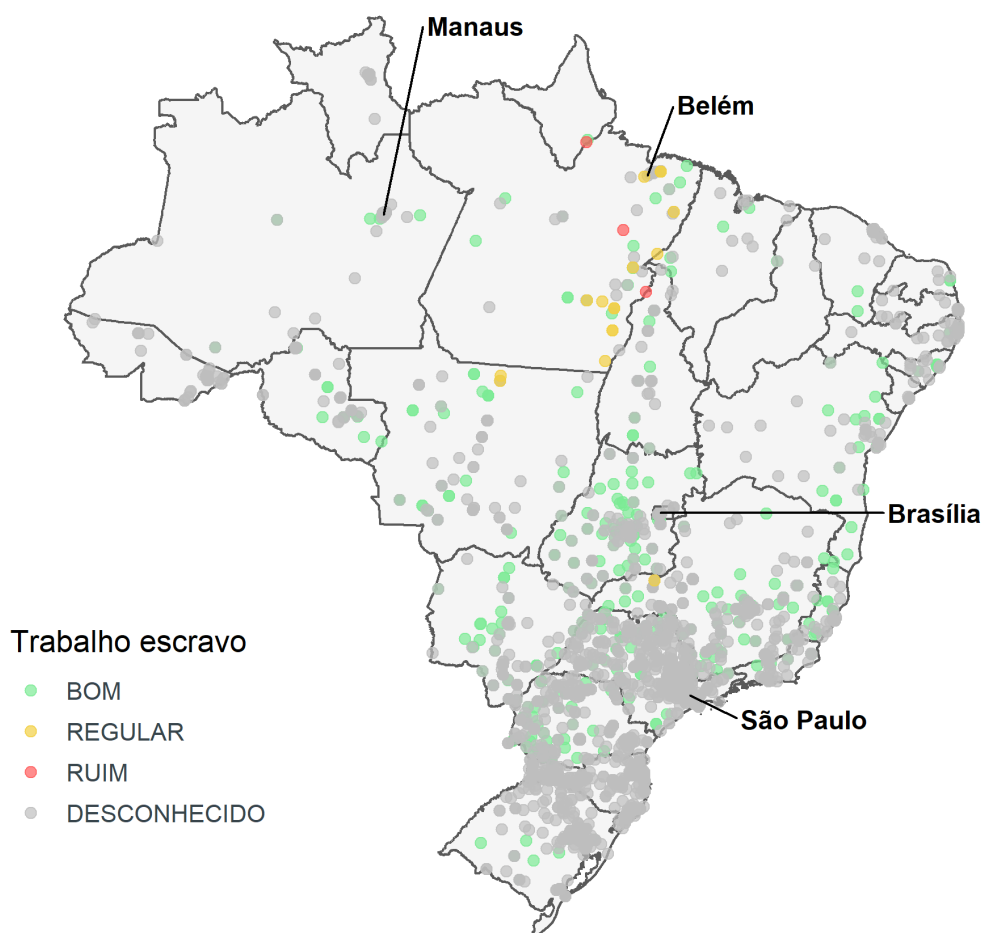 Manaus
Belém
Brasília
Trabalho escravo
BOM
REGULAR
São Paulo
RUIM
DESCONHECIDO